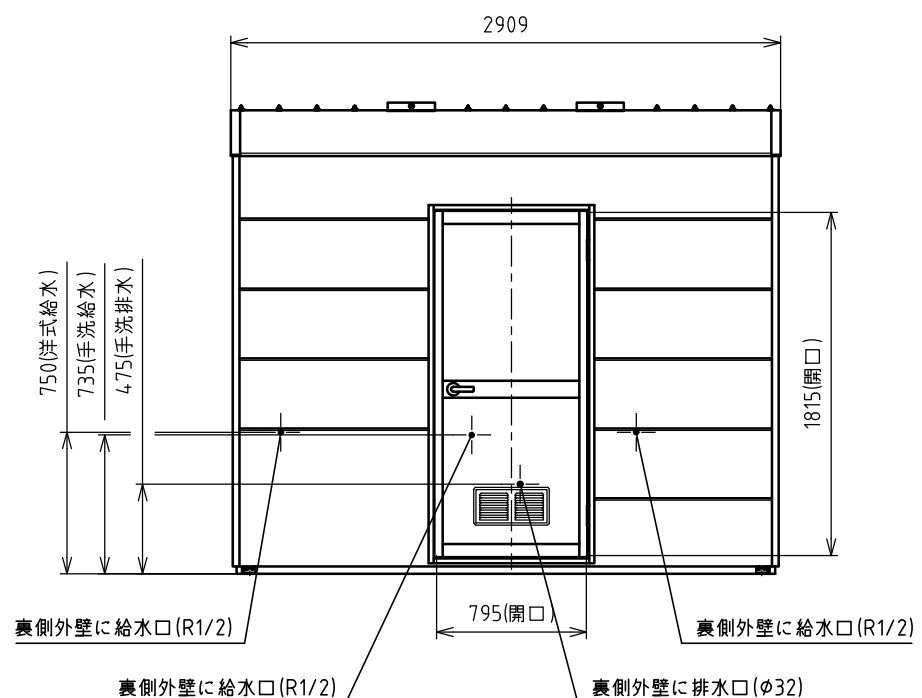 2909
750(洋式給水)
735(手洗給水)
475(手洗排水)
1815(開口)
795(開口)
裏側外壁に給水口(R1/2)
裏側外壁に給水口(R1/2)
裏側外壁に給水口(R1/2)
裏側外壁に排水口(Φ32)